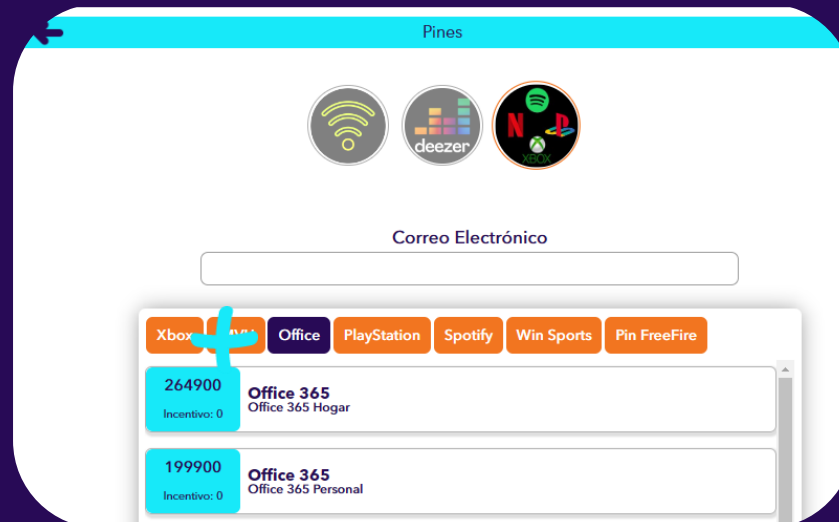 Pines
deezer
N
XBOX
Correo Electrónico
Xbox Office PlayStation Spotify Win Sports Pin FreeFire
264900
Incentivo: 0
Office 365
Office 365 Hogar
199900
Incentivo: 0
Office 365
Office 365 Personal